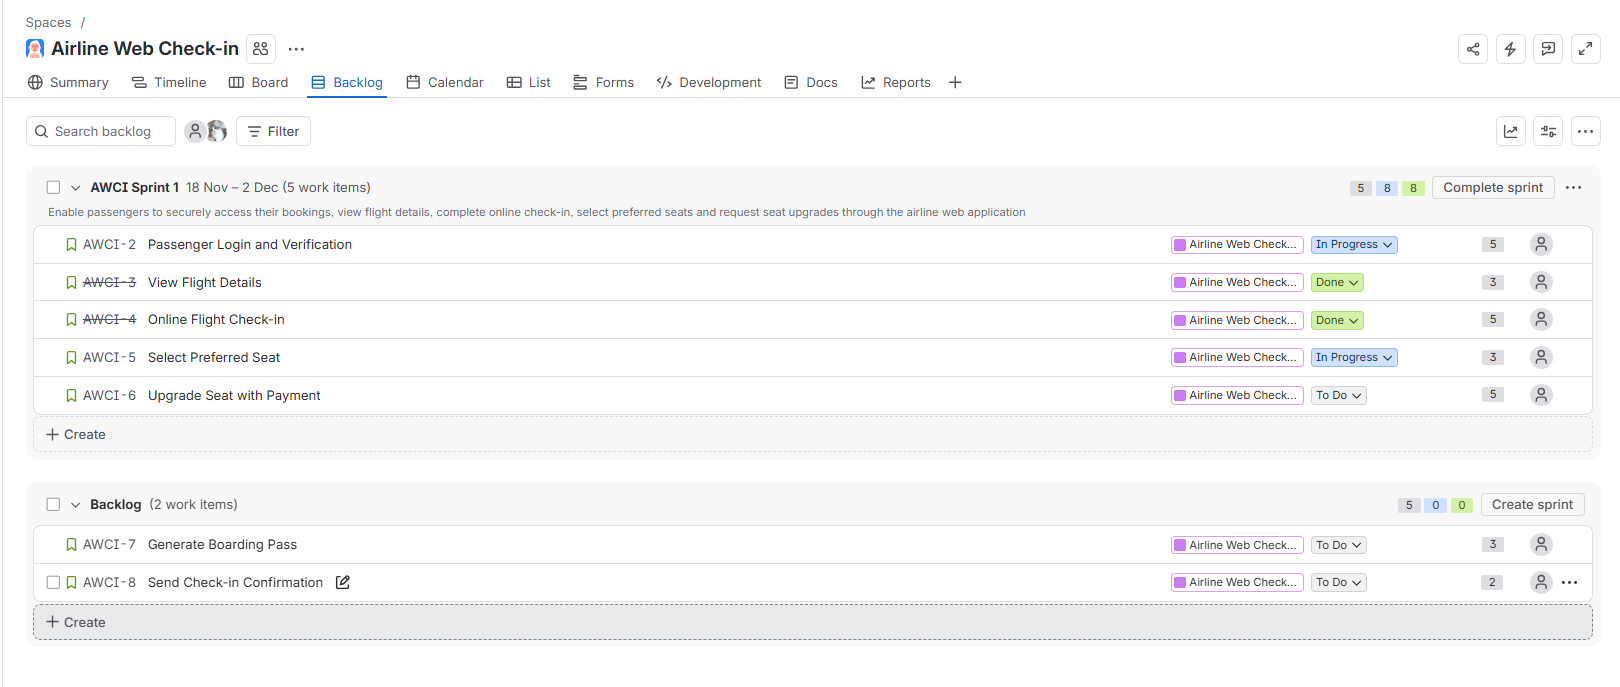 Spaces /
Airline Web Check-in
Summary Timeline Board Backlog Calendar List Forms Development Docs Reports
Search backlog Filter
AWCI Sprint 1 18 Nov – 2 Dec (5 work items) 5 8 8 Complete sprint
Enable passengers to securely access their bookings, view flight details, complete online check-in, select preferred seats and request seat upgrades through the airline web application
AWCI-2 Passenger Login and Verification Airline Web Check... In Progress 5
AWCI-3 View Flight Details Airline Web Check... Done 3
AWCI-4 Online Flight Check-in Airline Web Check... Done 5
AWCI-5 Select Preferred Seat Airline Web Check... In Progress 3
AWCI-6 Upgrade Seat with Payment Airline Web Check... To Do 5
+ Create
Backlog (2 work items) 5 0 0 Create sprint
AWCI-7 Generate Boarding Pass Airline Web Check... To Do 3
AWCI-8 Send Check-in Confirmation Airline Web Check... To Do 2
+ Create